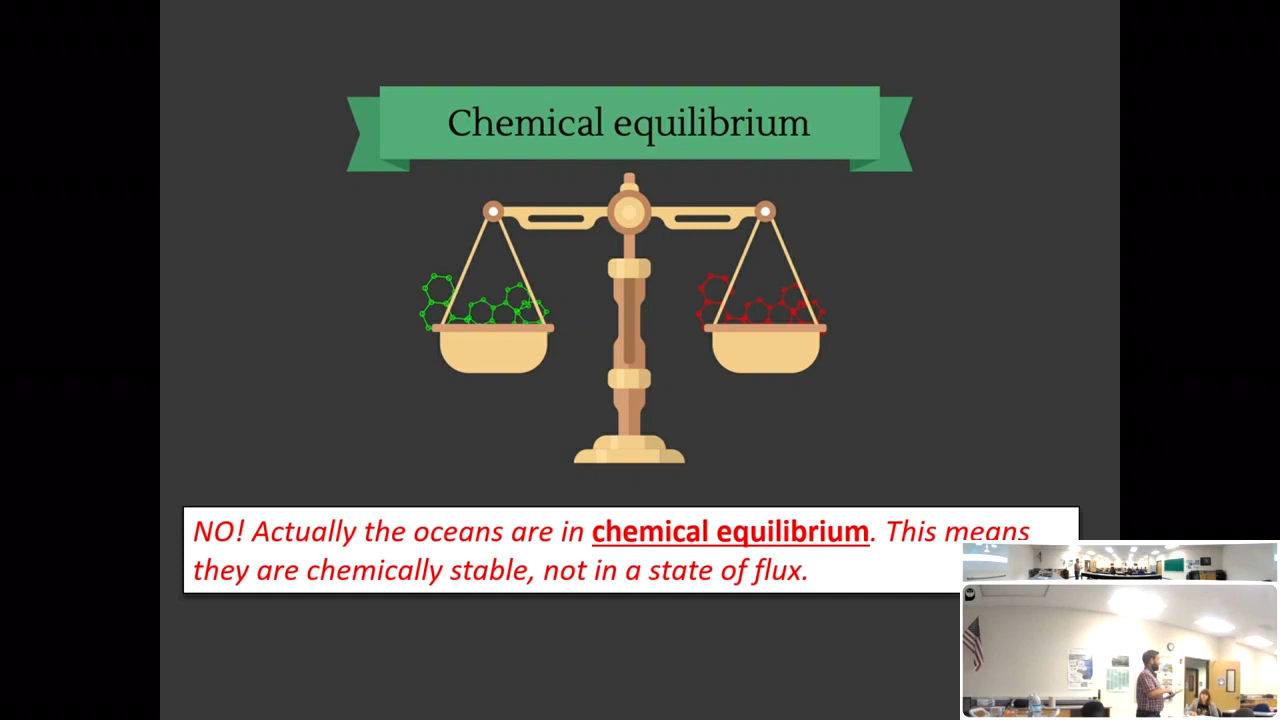 Chemical equilibrium
NO! Actually the oceans are in chemical equilibrium. This means
they are chemically stable, not in a state of flux.